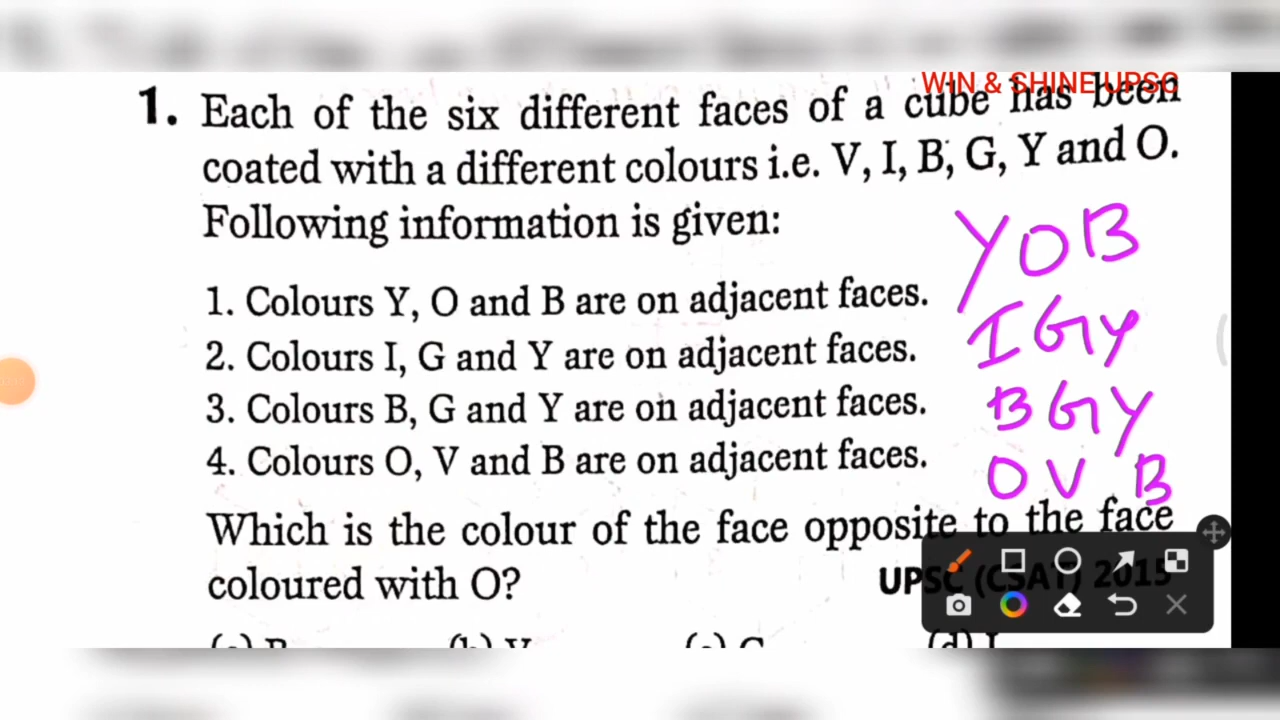 WIN & SHINE UPSC
1. Each of the six different faces of a cube has been
coated with a different colours i.e. V, I, B, G, Y and O.
Following information is given:
YOB
1. Colours Y, O and B are on adjacent faces.
IGY
2. Colours I, G and Y are on adjacent faces.
3. Colours B, G and Y are on adjacent faces.
BGY
4. Colours O, V and B are on adjacent faces.
OVB
Which is the colour of the face opposite to the face
coloured with O?
UPSC (CSAT) 2015